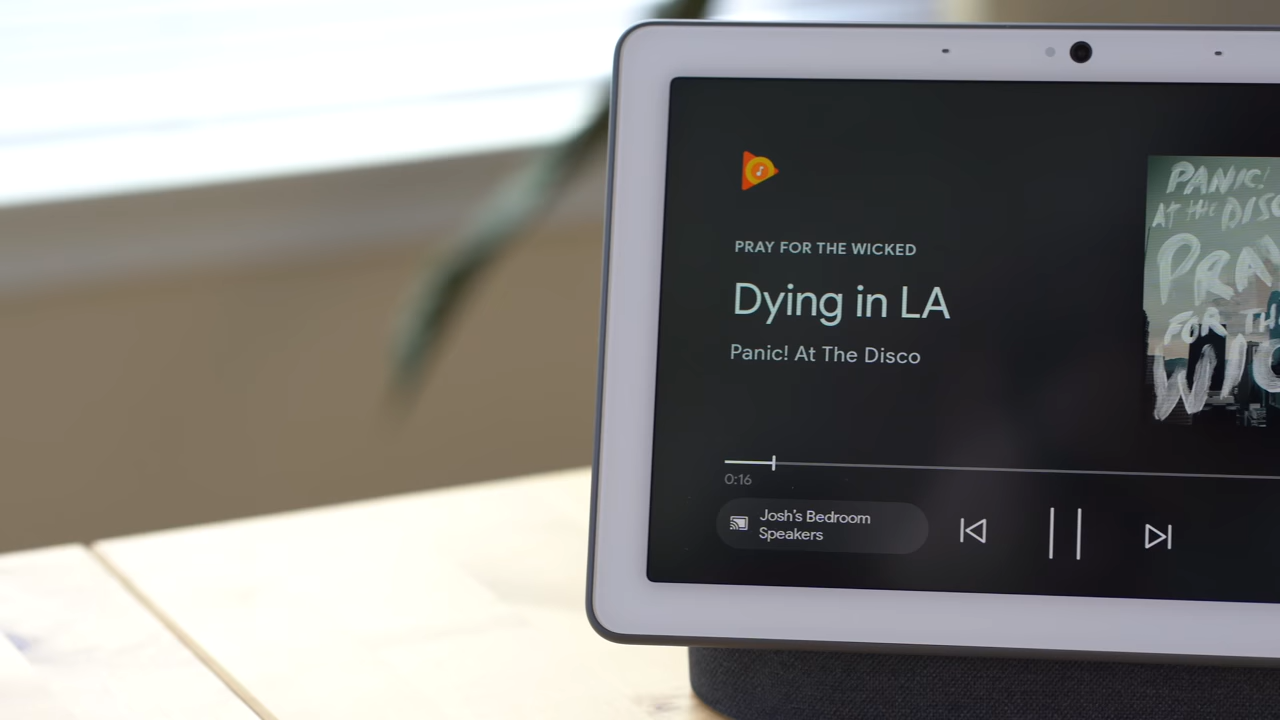 PRAY FOR THE WICKED
Dying in LA
Panic! At The Disco
0:16
Josh's Bedroom
Speakers
PANIC!
AT THE
PRAY
FOR THE